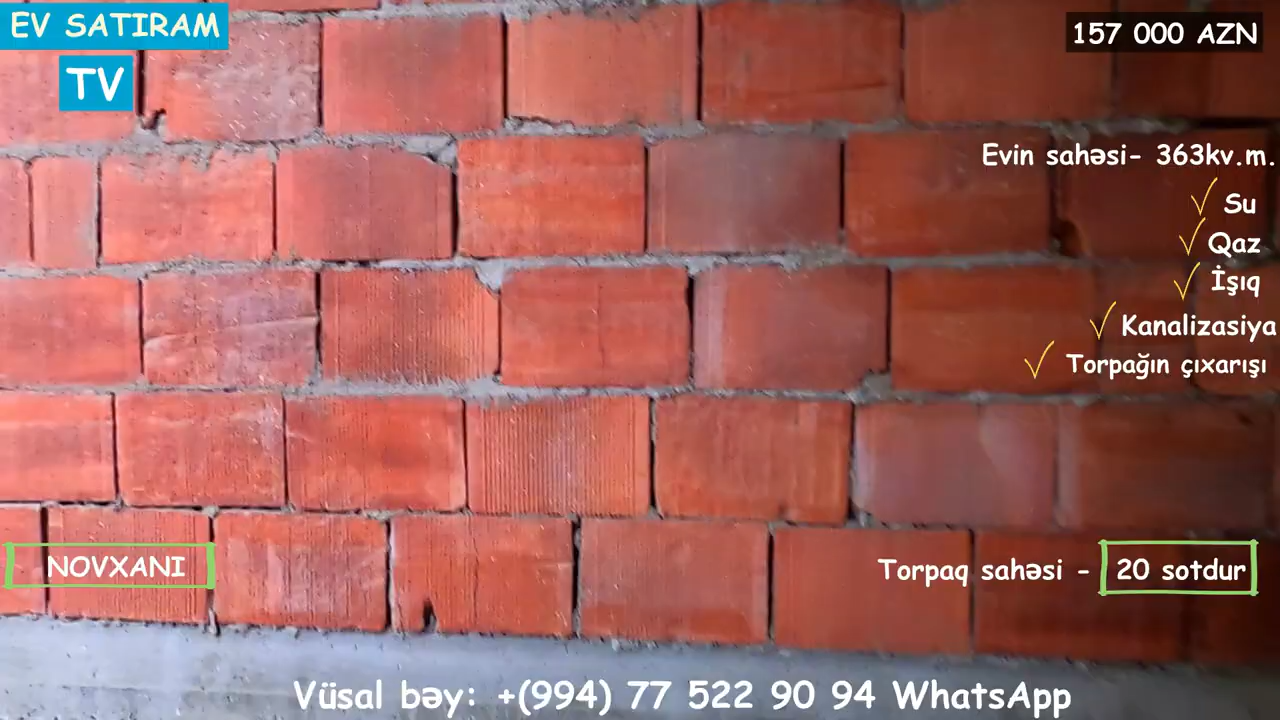 EV SATIRAM
TV
157 000 AZN
Evin sahəsi- 363kv.m.
Su
Qaz
İşıq
Kanalizasiya
Torpağın çıxarışı
NOVXANI
Torpaq sahəsi - 20 sotdur
Vüsal bəy: +(994) 77 522 90 94 WhatsApp